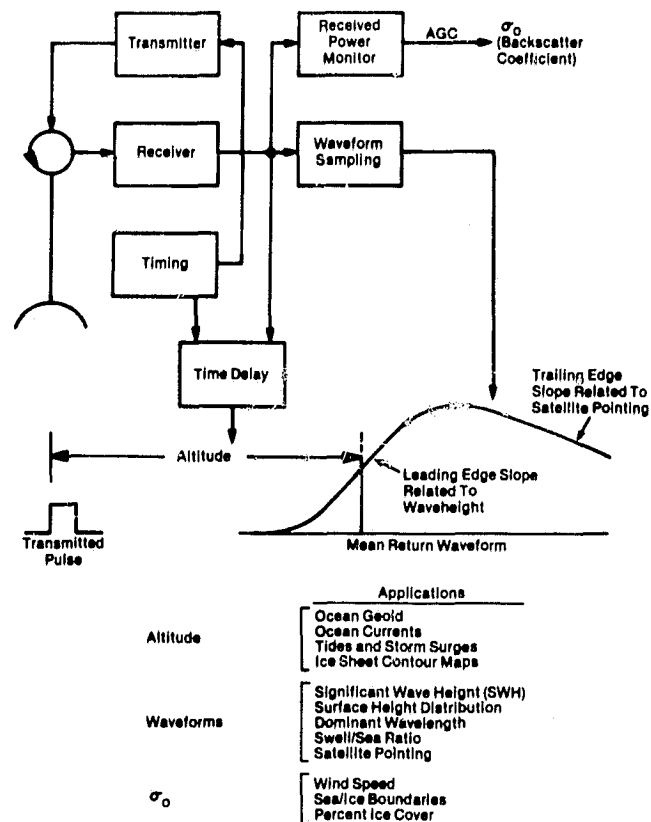 Transmitter
Received
Power
Monitor
AGC
σo
(Backscatter
Coefficient)
Receiver
Waveform
Sampling
Timing
Time Delay
Trailing Edge
Slope Related To
Satellite Pointing
Altitude
Leading Edge Slope
Related To
Waveheight
Transmitted
Pulse
Mean Return Waveform
Applications
Altitude
Ocean Geoid
Ocean Currents
Tides and Storm Surges
Ice Sheet Contour Maps
Waveforms
Significant Wave Height (SWH)
Surface Height Distribution
Dominant Wavelength
Swell/Sea Ratio
Satellite Pointing
σo
Wind Speed
Sea/Ice Boundaries
Percent Ice Cover